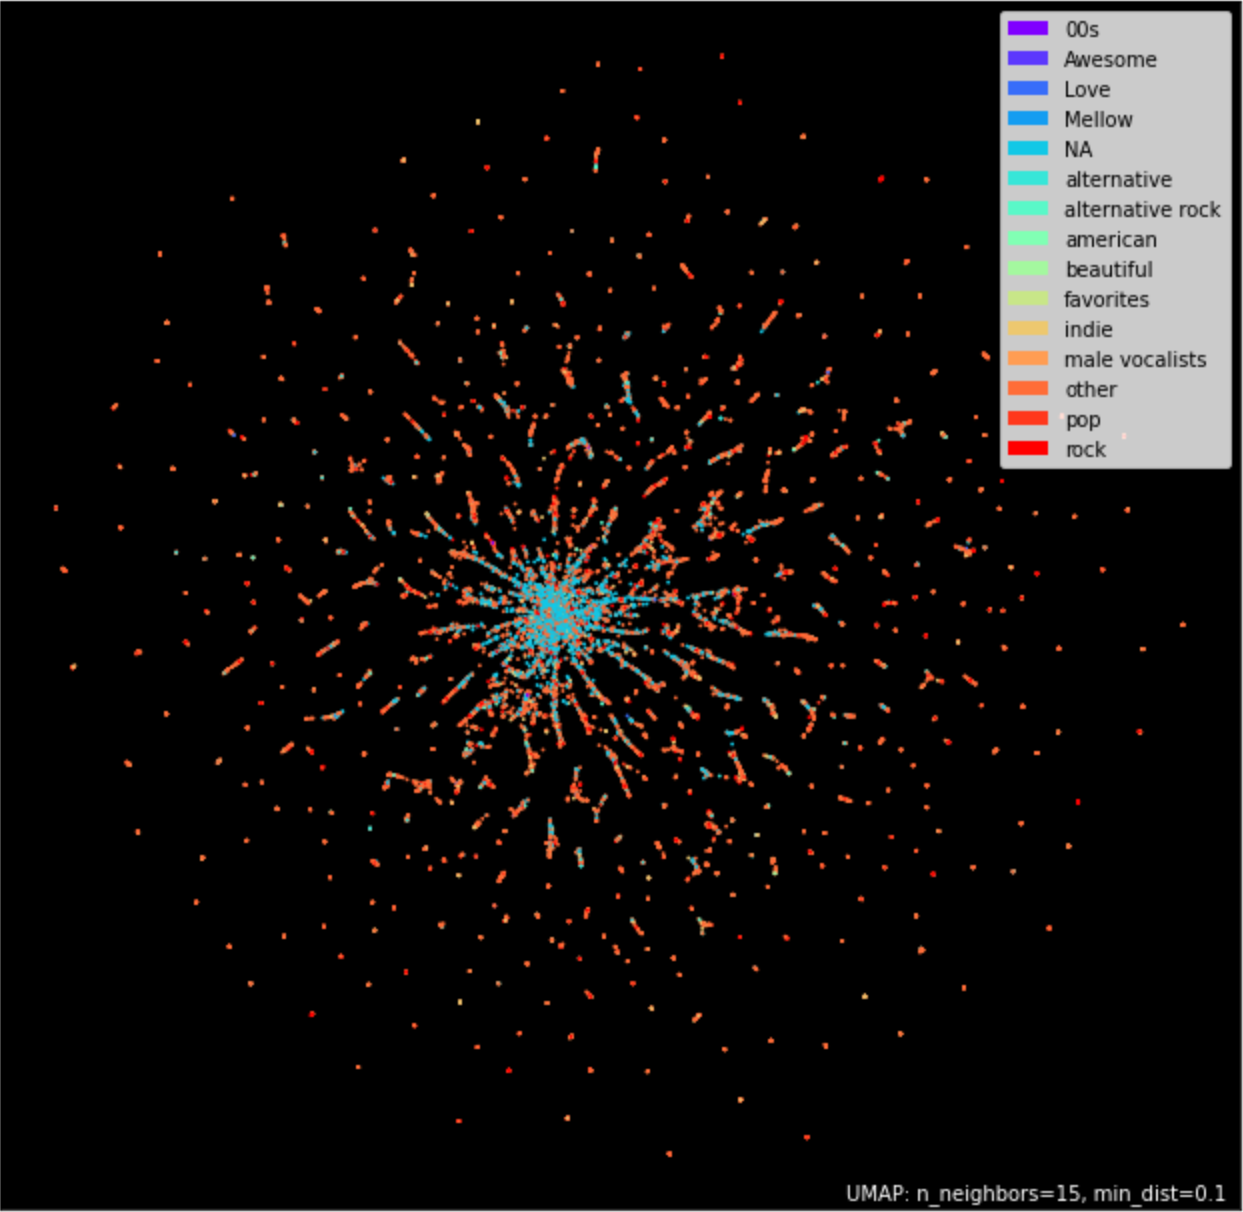 00s
Awesome
Love
Mellow
NA
alternative
alternative rock
american
beautiful
favorites
indie
male vocalists
other
pop
rock
UMAP: n_neighbors=15, min_dist=0.1